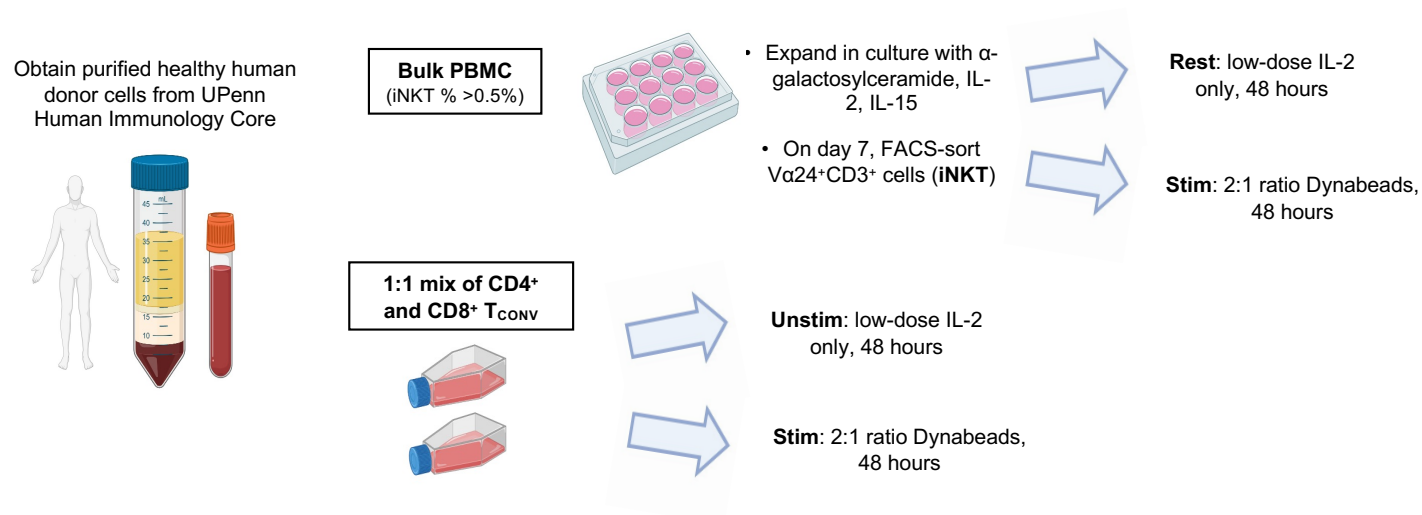 Obtain purified healthy human
donor cells from UPenn
Human Immunology Core
mL
45
40
35
30
25
20
15
10
Bulk PBMC
(iNKT % >0.5%)
• Expand in culture with α-
galactosylceramide, IL-
2, IL-15
• On day 7, FACS-sort
Vα24⁺CD3⁺ cells (iNKT)
Rest: low-dose IL-2
only, 48 hours
Stim: 2:1 ratio Dynabeads,
48 hours
1:1 mix of CD4⁺
and CD8⁺ TCONV
Unstim: low-dose IL-2
only, 48 hours
Stim: 2:1 ratio Dynabeads,
48 hours